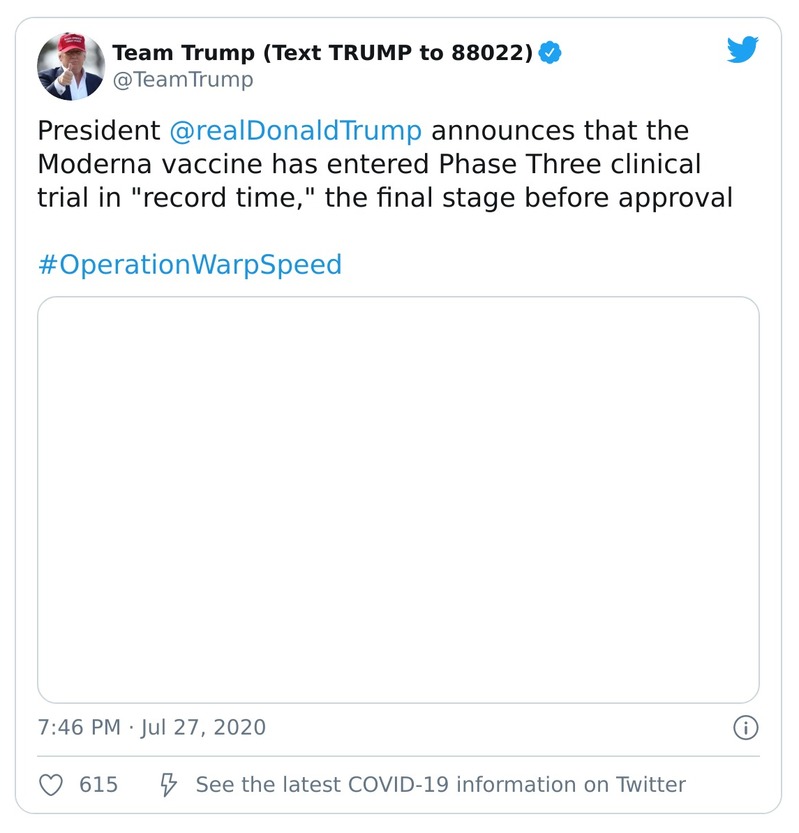 Team Trump (Text TRUMP to 88022)
@TeamTrump
President @realDonaldTrump announces that the
Moderna vaccine has entered Phase Three clinical
trial in "record time," the final stage before approval
#OperationWarpSpeed
7:46 PM · Jul 27, 2020
615
See the latest COVID-19 information on Twitter